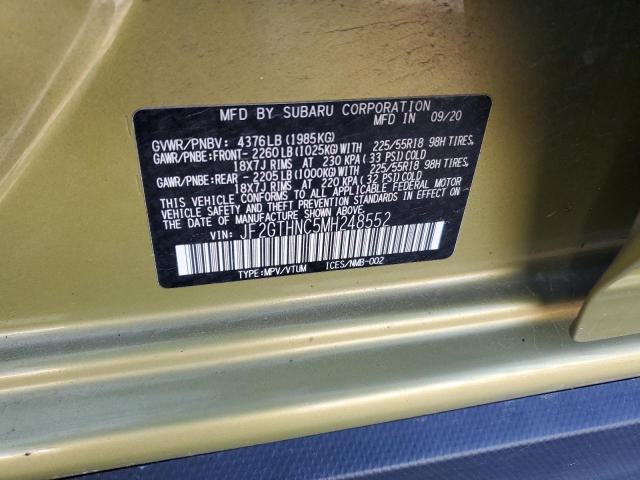 MFD BY SUBARU CORPORATION
MFD IN 09/20
GVWR/PNBV: 4376LB(1985KG)
GAWR/PNBE:FRONT-2260LB(1025KG)WITH 225/55R18 98H TIRES,
18X7J RIMS AT 230 KPA(33 PSI)COLD
GAWR/PNBE:REAR -2205LB(1000KG)WITH 225/55R18 98H TIRES,
18X7J RIMS AT 220 KPA(32 PSI)COLD
THIS VEHICLE CONFORMS TO ALL APPLICABLE FEDERAL MOTOR
VEHICLE SAFETY STANDARDS IN EFFECT ON THE DATE OF
MANUFACTURE SHOWN ABOVE.
VIN: JF2GTHNC5MH248552
TYPE:MPV/VTUM ICES/NMB-002